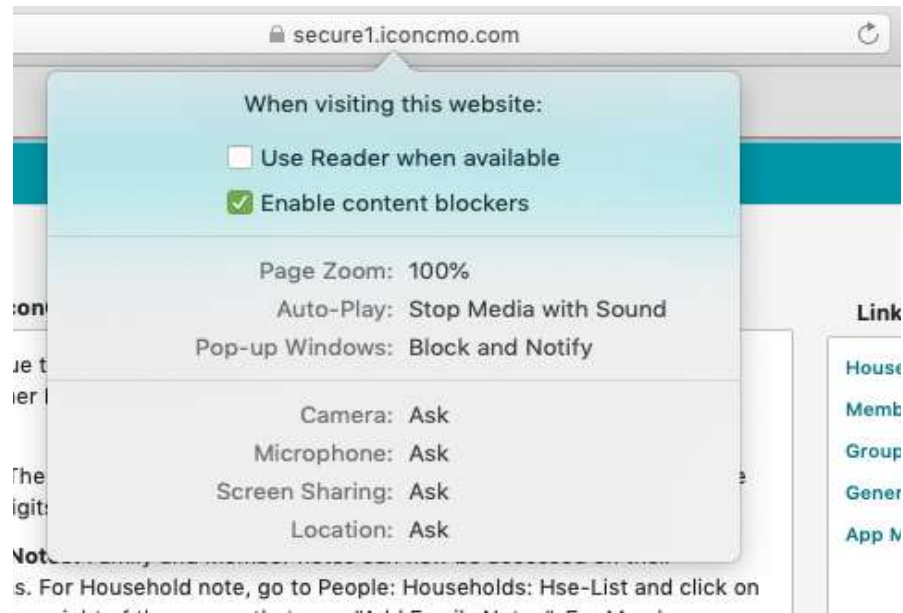 secure1.iconcmo.com
When visiting this website:
Use Reader when available
Enable content blockers
Page Zoom: 100%
Auto-Play: Stop Media with Sound
Pop-up Windows: Block and Notify
Camera: Ask
Microphone: Ask
Screen Sharing: Ask
Location: Ask
Link
House
Memb
Group
Gener
App M
s. For Household note, go to People: Households: Hse-List and click on